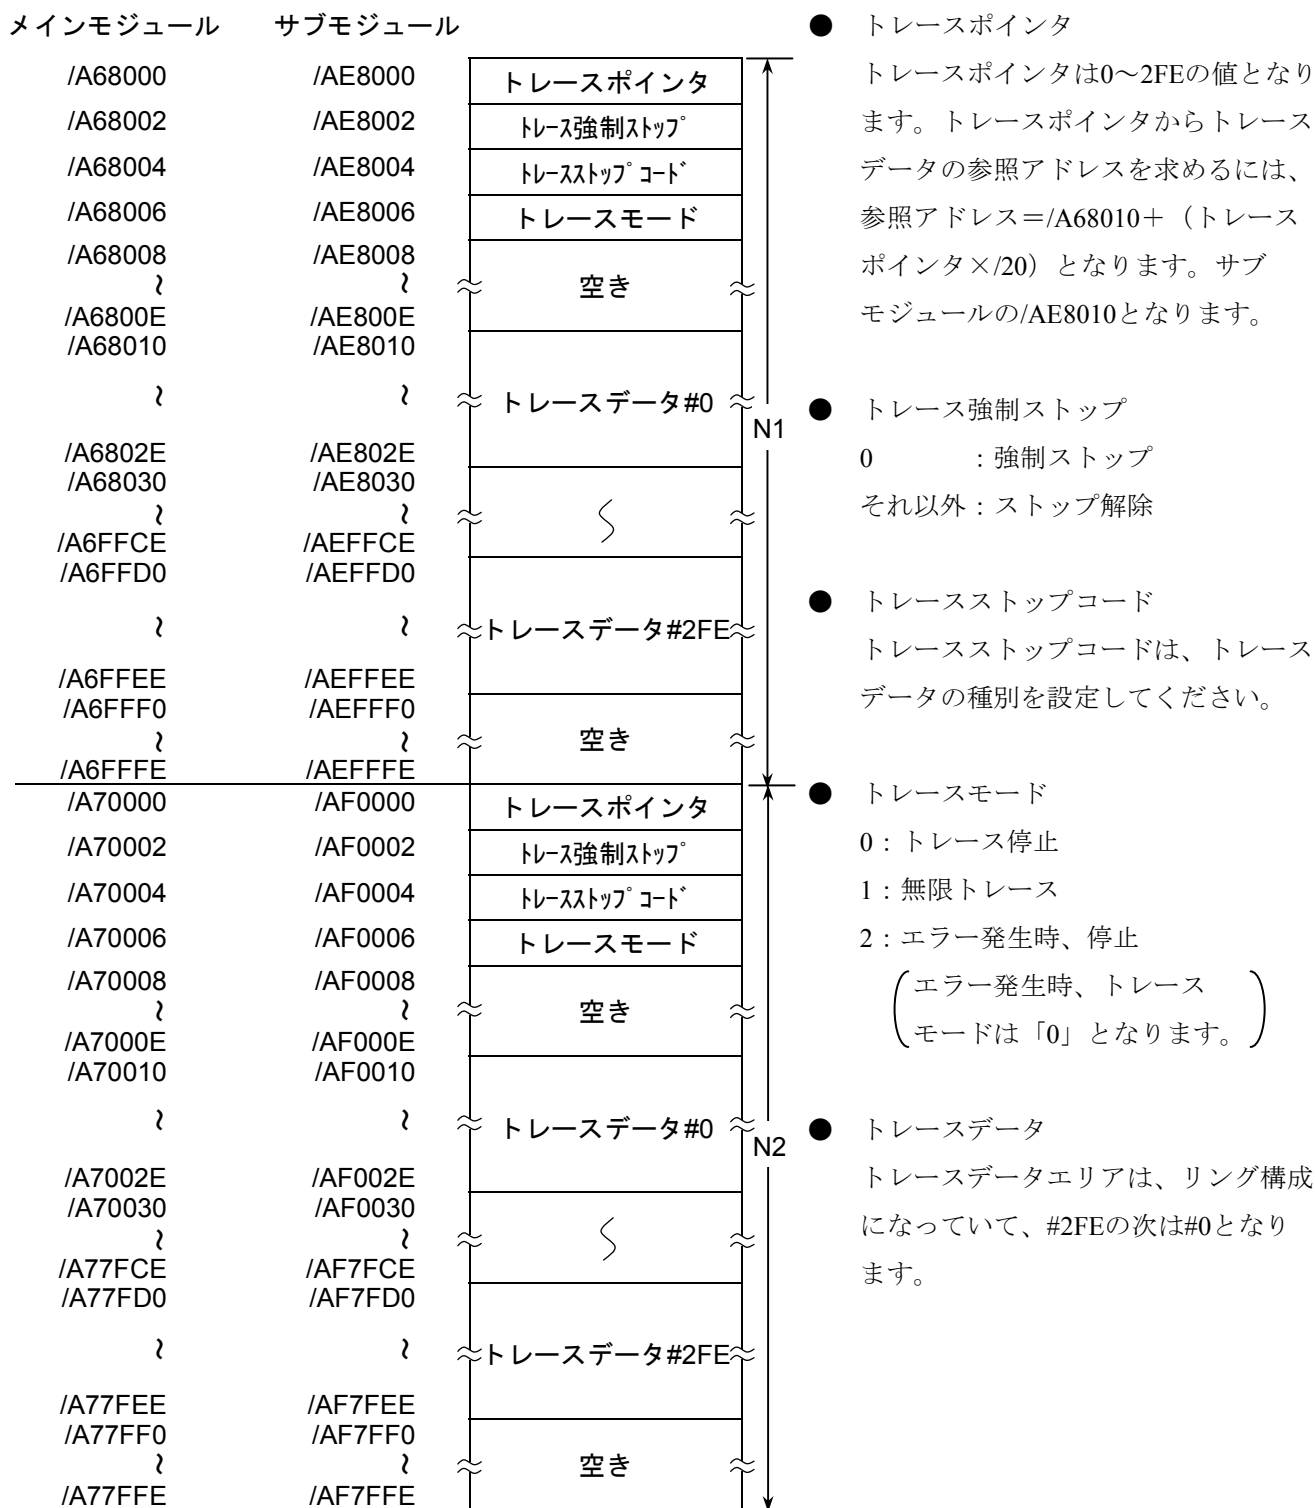 メインモジュール サブモジュール
/A68000 /AE8000 トレースポインタ
/A68002 /AE8002 ﾄﾚｰｽ強制ｽﾄｯﾌﾟ
/A68004 /AE8004 ﾄﾚｰｽｽﾄｯﾌﾟｺｰﾄﾞ
/A68006 /AE8006 トレースモード
/A68008 /AE8008
～ ～ 空き
/A6800E /AE800E
/A68010 /AE8010
～ ～ トレースデータ#0
/A6802E /AE802E
/A68030 /AE8030
～ ～
/A6FFCE /AEFFCE
/A6FFD0 /AEFFD0
～ ～ トレースデータ#2FE
/A6FFEE /AEFFEE
/A6FFF0 /AEFFF0
～ ～ 空き
/A6FFFE /AEFFFE
N1
/A70000 /AF0000 トレースポインタ
/A70002 /AF0002 ﾄﾚｰｽ強制ｽﾄｯﾌﾟ
/A70004 /AF0004 ﾄﾚｰｽｽﾄｯﾌﾟｺｰﾄﾞ
/A70006 /AF0006 トレースモード
/A70008 /AF0008
～ ～ 空き
/A7000E /AF000E
/A70010 /AF0010
～ ～ トレースデータ#0
/A7002E /AF002E
/A70030 /AF0030
～ ～
/A77FCE /AF7FCE
/A77FD0 /AF7FD0
～ ～ トレースデータ#2FE
/A77FEE /AF7FEE
/A77FF0 /AF7FF0
～ ～ 空き
/A77FFE /AF7FFE
N2
● トレースポインタ
トレースポインタは0～2FEの値となり
ます。トレースポインタからトレース
データの参照アドレスを求めるには、
参照アドレス＝/A68010＋（トレース
ポインタ×/20）となります。サブ
モジュールの/AE8010となります。
● トレース強制ストップ
0 ：強制ストップ
それ以外：ストップ解除
● トレースストップコード
トレースストップコードは、トレース
データの種別を設定してください。
● トレースモード
0：トレース停止
1：無限トレース
2：エラー発生時、停止
（エラー発生時、トレース
モードは「0」となります。）
● トレースデータ
トレースデータエリアは、リング構成
になっていて、#2FEの次は#0となり
ます。